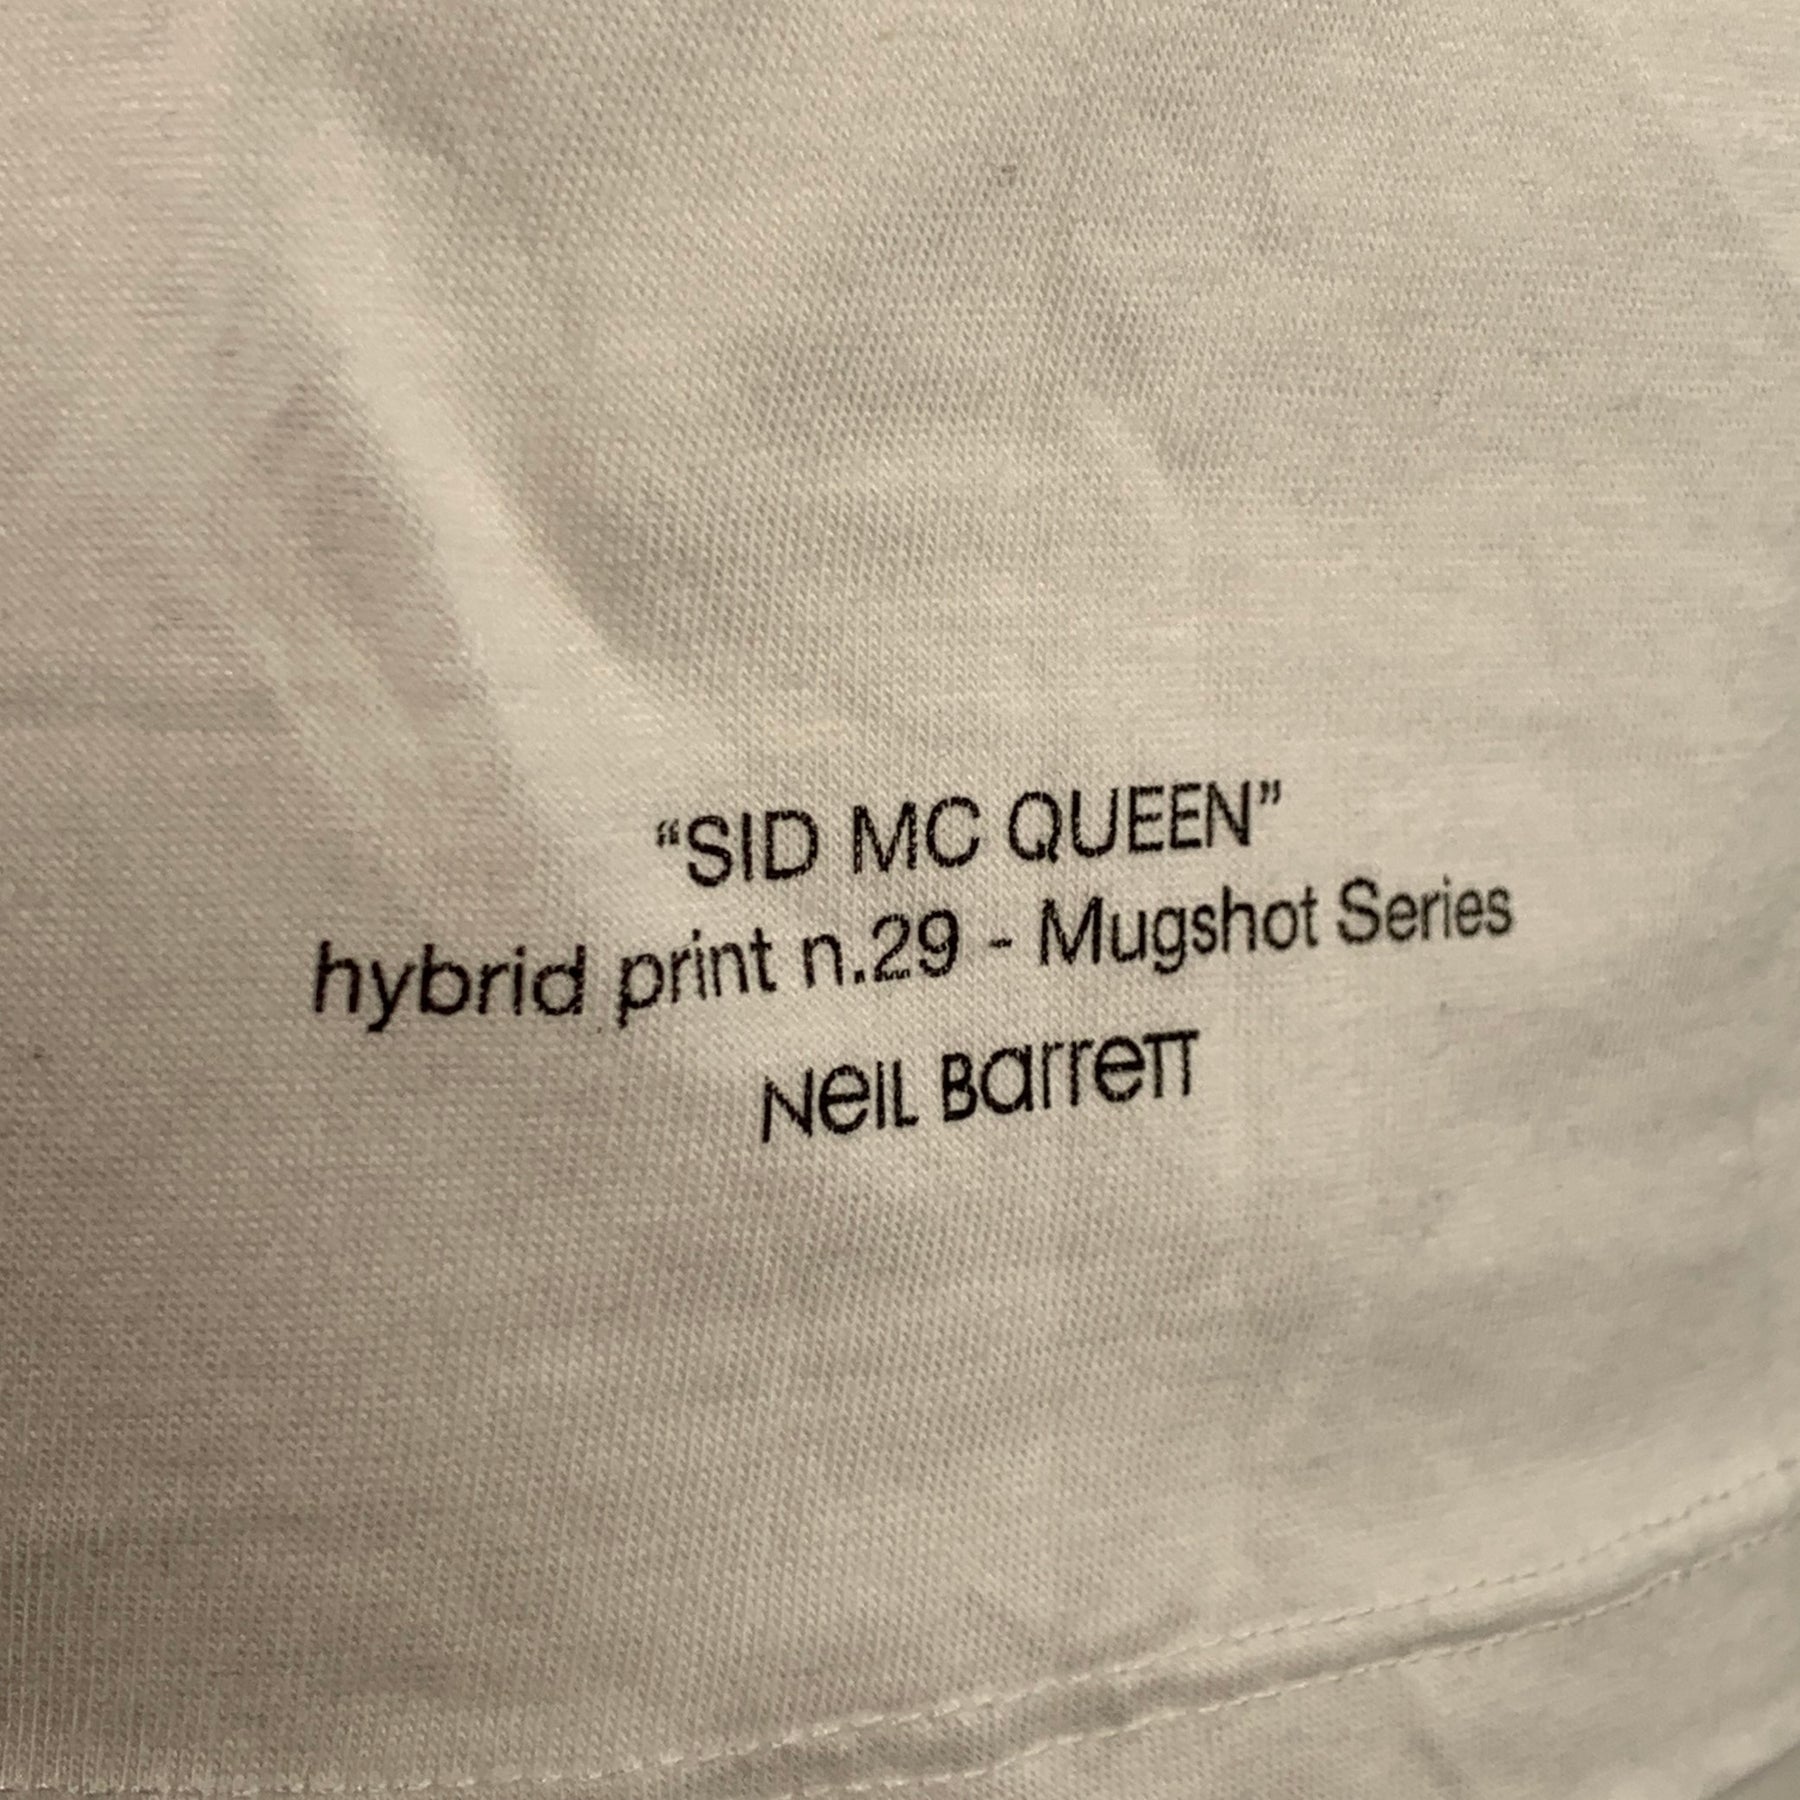 “SID MC QUEEN”
hybrid print n.29 - Mugshot Series
Neil Barrett